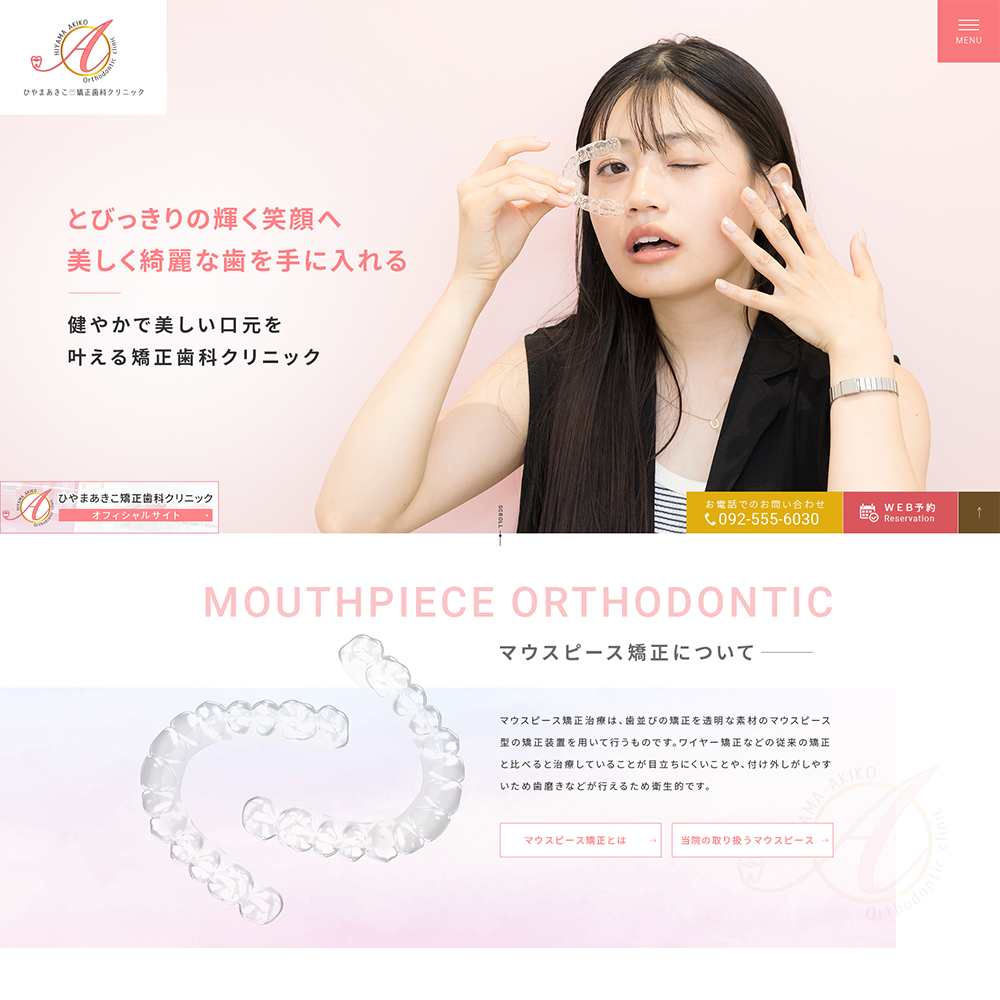 HIYAMA AKIKO
A
Orthodontic clinic
ひやまあきこ矯正歯科クリニック
MENU
とびっきりの輝く笑顔へ
美しく綺麗な歯を手に入れる
健やかで美しい口元を
叶える矯正歯科クリニック
HIYAMA AKIKO
A
Orthodontic clinic
ひやまあきこ矯正歯科クリニック
オフィシャルサイト
SCROLL
お電話でのお問い合わせ
092-555-6030
WEB予約
Reservation
↑
MOUTHPIECE ORTHODONTIC
マウスピース矯正について
マウスピース矯正治療は、歯並びの矯正を透明な素材のマウスピース
型の矯正装置を用いて行うものです。ワイヤー矯正などの従来の矯正
と比べると治療していることが目立ちにくいことや、付け外しがしやす
いため歯磨きなどが行えるため衛生的です。
マウスピース矯正とは →
当院の取り扱うマウスピース →
HIYAMA AKIKO
A
Orthodontic clinic